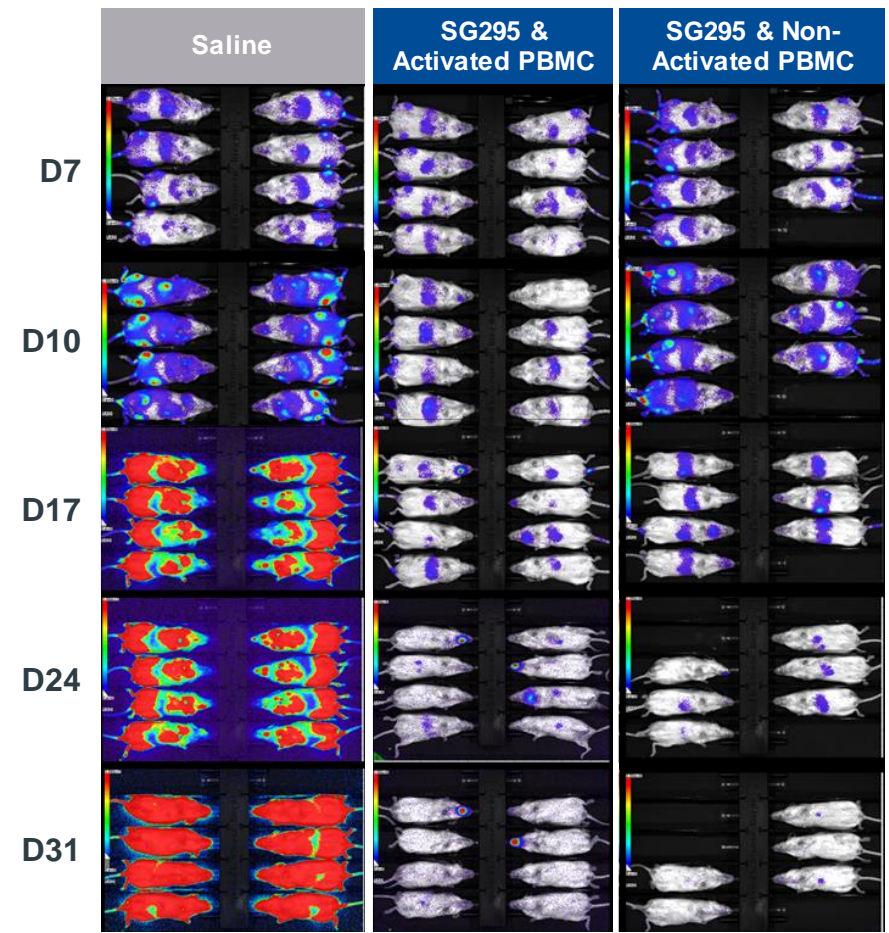 Saline
SG295 &
Activated PBMC
SG295 & Non-
Activated PBMC
D7
D10
D17
D24
D31